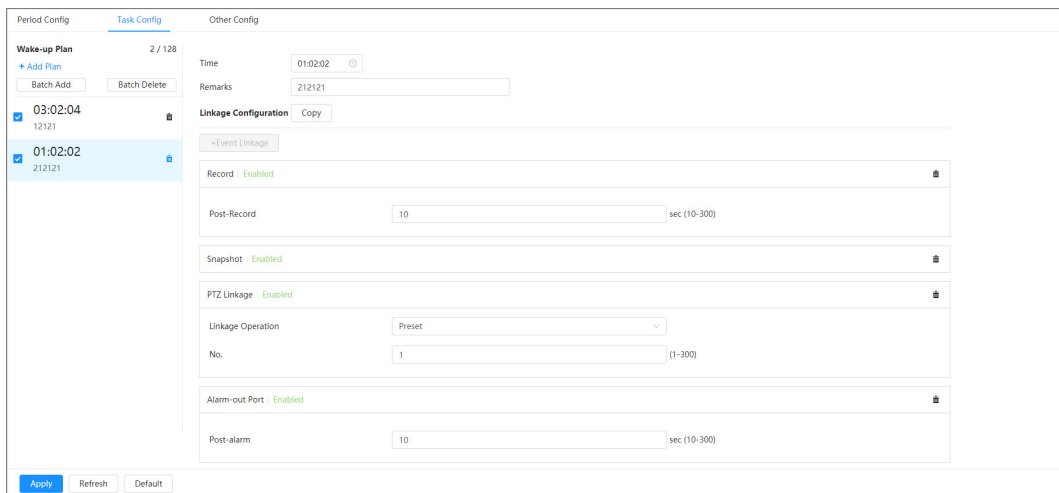 Period Config Task Config Other Config
Wake-up Plan 2 / 128
+ Add Plan
Batch Add Batch Delete
03:02:04
12121
01:02:02
212121
Time 01:02:02
Remarks 212121
Linkage Configuration Copy
+Event Linkage
Record Enabled
Post-Record 10 sec (10-300)
Snapshot Enabled
PTZ Linkage Enabled
Linkage Operation Preset
No. 1 (1-300)
Alarm-out Port Enabled
Post-alarm 10 sec (10-300)
Apply Refresh Default